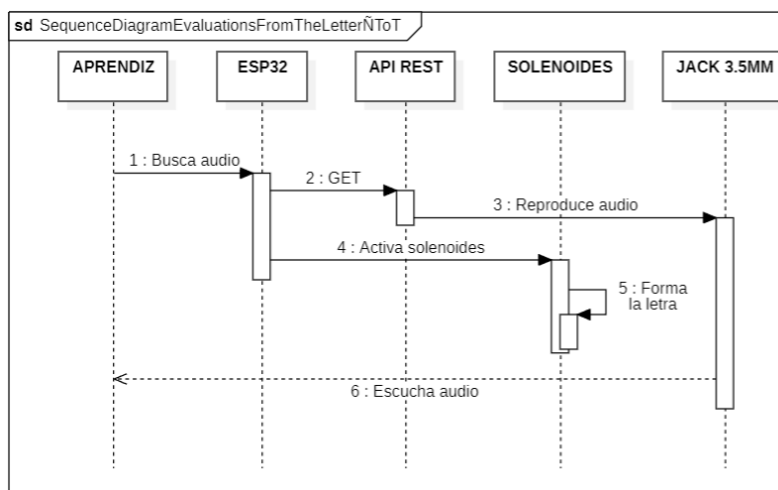 sd SequenceDiagramEvaluationsFromTheLetterÑToT
APRENDIZ
ESP32
API REST
SOLENOIDES
JACK 3.5MM
1 : Busca audio
2 : GET
3 : Reproduce audio
4 : Activa solenoides
5 : Forma
la letra
6 : Escucha audio